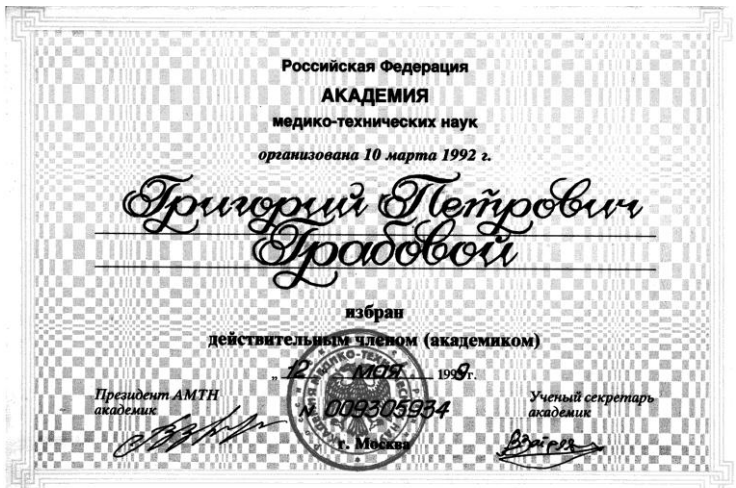 Российская Федерация
АКАДЕМИЯ
медико-технических наук
организована 10 марта 1992 г.
Григорий Петрович
Грабовой
избран
действительным членом (академиком)
„ 12 " мая 1999г.
Президент АМТН
академик
Ученый секретарь
академик
№ 009305934
г. Москва